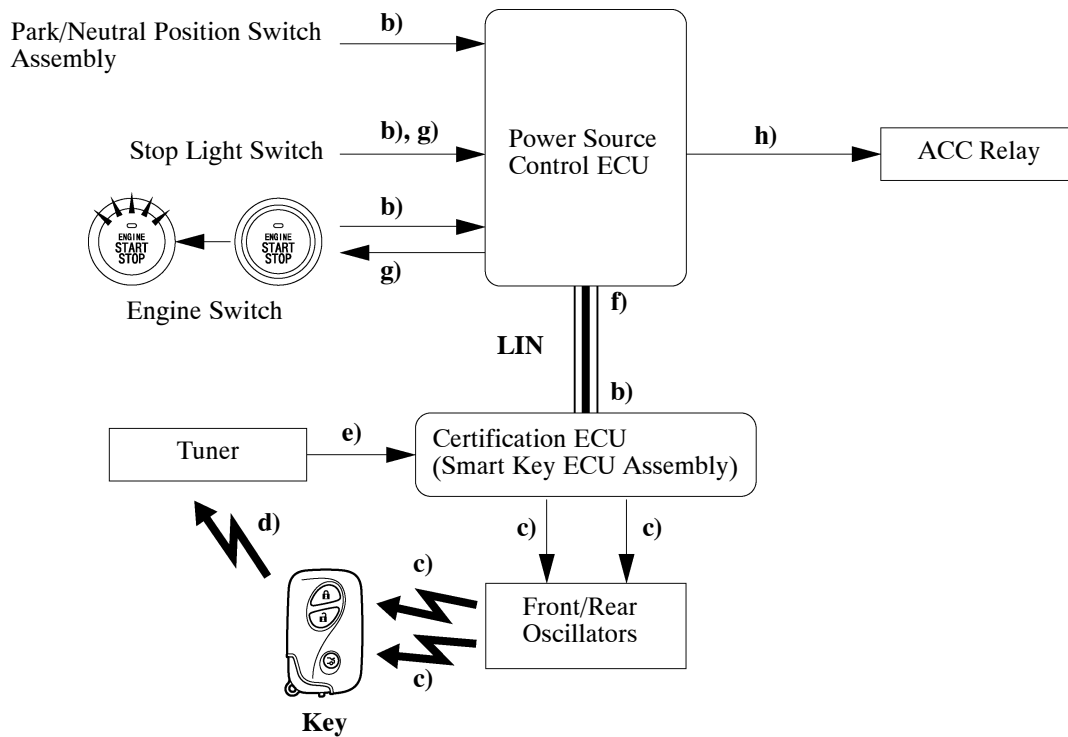 Park/Neutral Position Switch
Assembly
b)
Stop Light Switch
b), g)
Power Source
Control ECU
h)
ACC Relay
ENGINE
START
STOP
ENGINE
START
STOP
b)
g)
Engine Switch
f)
LIN
b)
Tuner
e)
Certification ECU
(Smart Key ECU Assembly)
d)
c)
c)
c)
Front/Rear
Oscillators
c)
Key